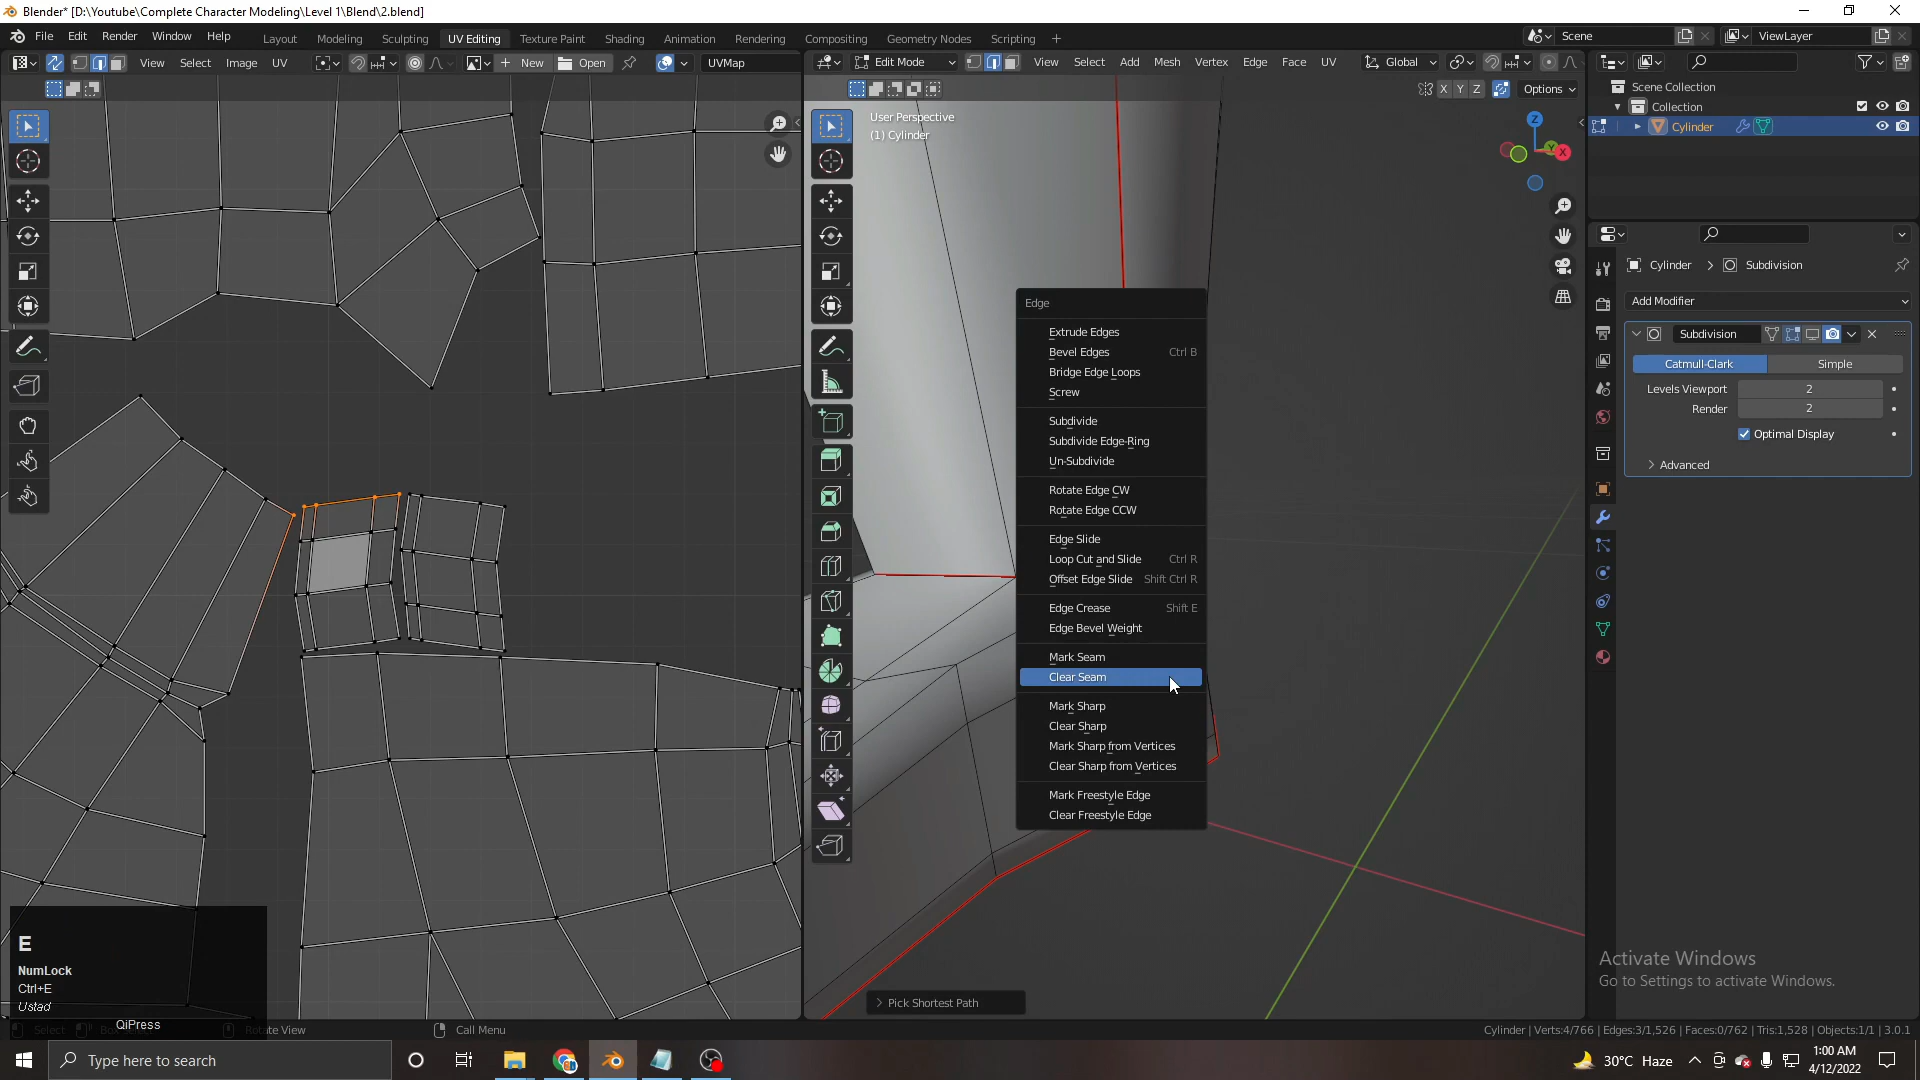 Blender* [D:\Youtube\Complete Character Modeling\Level 1\Blend\2.blend]
File Edit Render Window Help Layout Modeling Sculpting UV Editing Texture Paint Shading Animation Rendering Compositing Geometry Nodes Scripting + Scene ViewLayer
View Select Image UV New Open UVMap Edit Mode View Select Add Mesh Vertex Edge Face UV Global
X Y Z Options
Scene Collection
Collection
Cylinder
User Perspective
(1) Cylinder
Z
Y
X
Cylinder > Subdivision
Add Modifier
Subdivision
Catmull-Clark Simple
Levels Viewport 2
Render 2
Optimal Display
Advanced
Edge
Extrude Edges
Bevel Edges Ctrl B
Bridge Edge Loops
Screw
Subdivide
Subdivide Edge-Ring
Un-Subdivide
Rotate Edge CW
Rotate Edge CCW
Edge Slide
Loop Cut and Slide Ctrl R
Offset Edge Slide Shift Ctrl R
Edge Crease Shift E
Edge Bevel Weight
Mark Seam
Clear Seam
Mark Sharp
Clear Sharp
Mark Sharp from Vertices
Clear Sharp from Vertices
Mark Freestyle Edge
Clear Freestyle Edge
E
NumLock
Ctrl+E
Ustad
QiPress
Pick Shortest Path
Activate Windows
Go to Settings to activate Windows.
Select Rotate View Call Menu Cylinder | Verts:4/766 | Edges:3/1,526 | Faces:0/762 | Tris:1,528 | Objects:1/1 | 3.0.1
Type here to search
30°C Haze
1:00 AM
4/12/2022